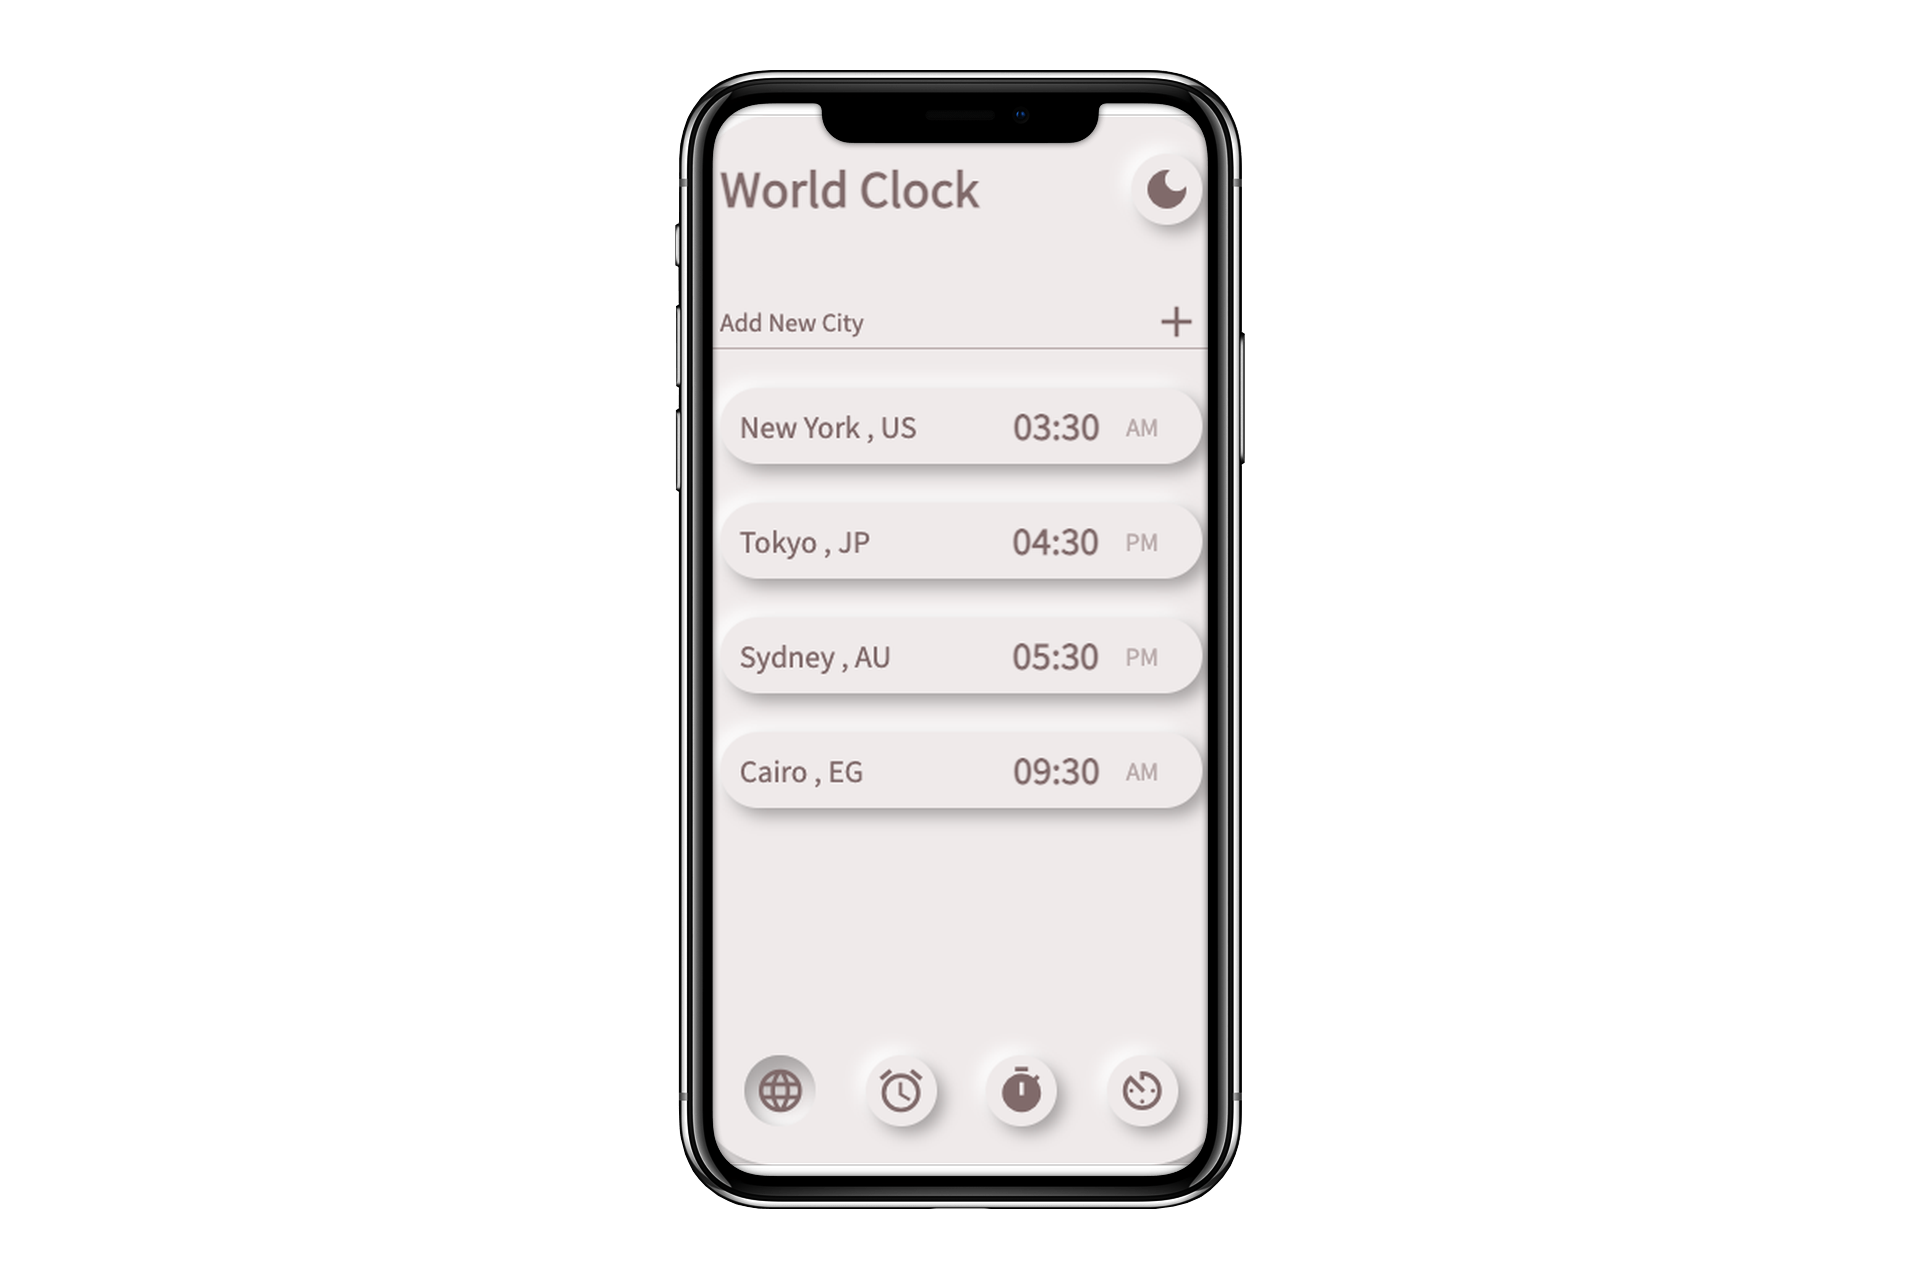 World Clock
Add New City
New York , US 03:30 AM
Tokyo , JP 04:30 PM
Sydney , AU 05:30 PM
Cairo , EG 09:30 AM